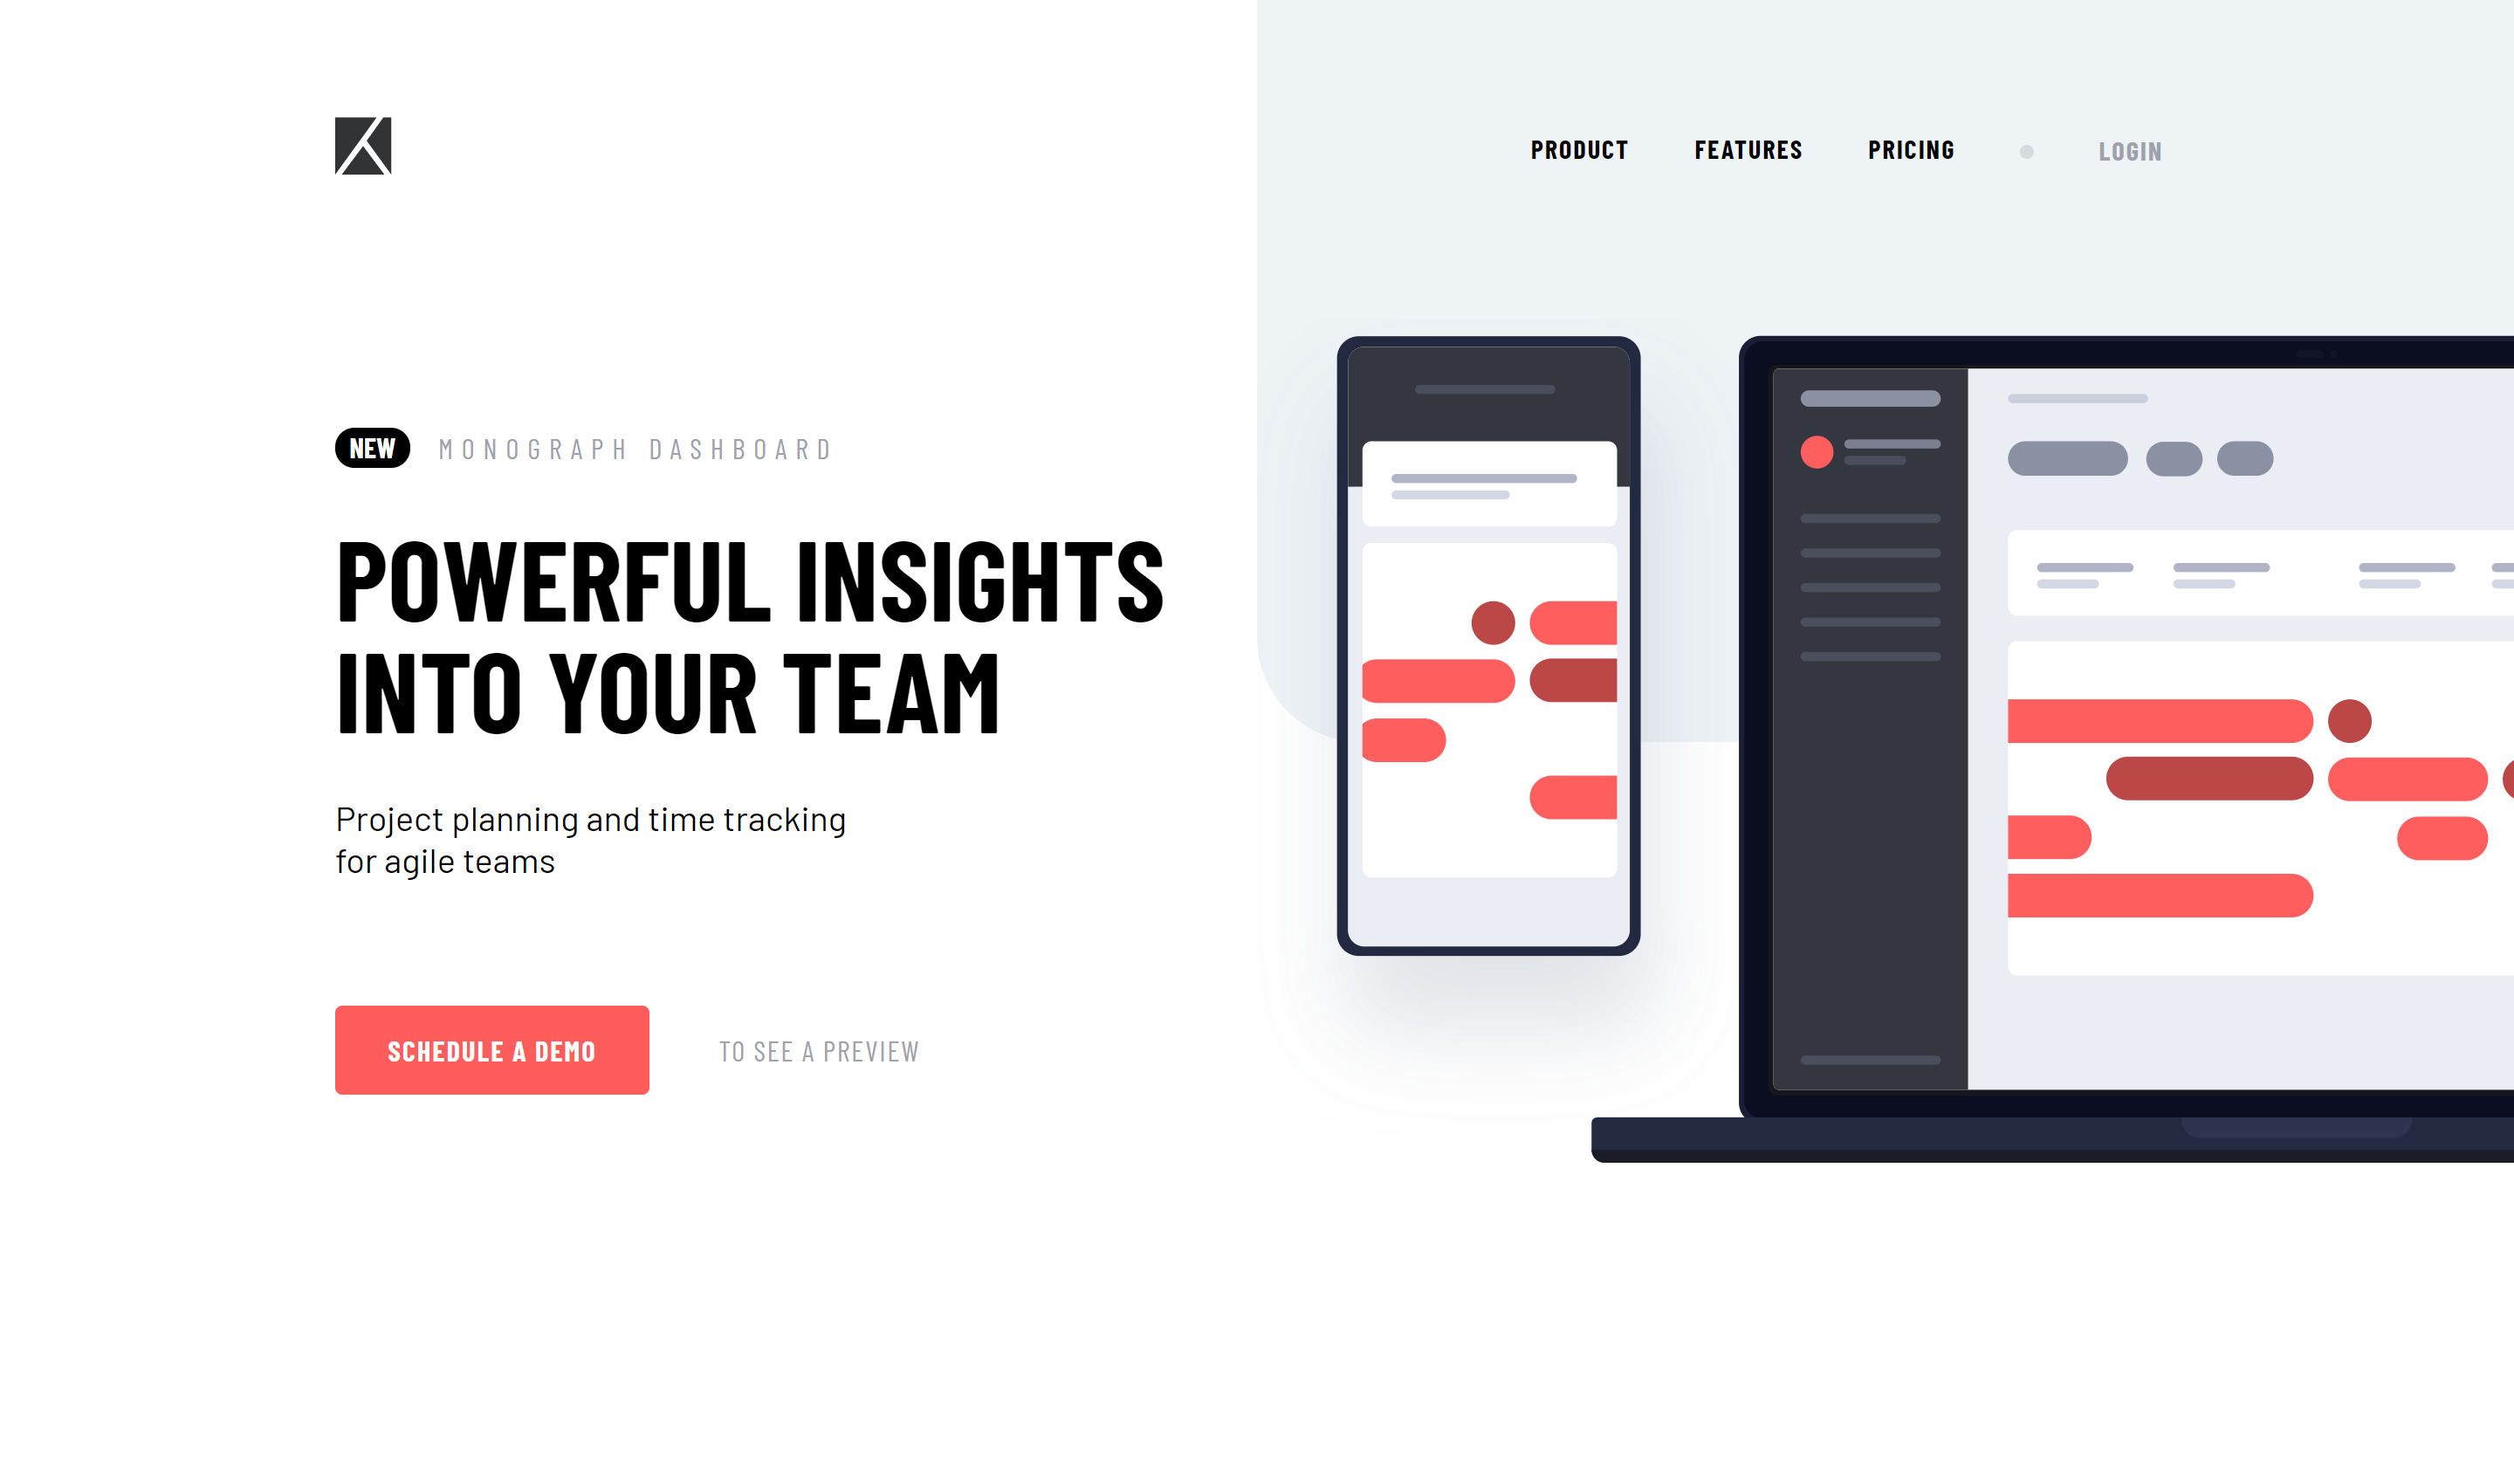 PRODUCT FEATURES PRICING LOGIN
NEW MONOGRAPH DASHBOARD
POWERFUL INSIGHTS
INTO YOUR TEAM
Project planning and time tracking
for agile teams
SCHEDULE A DEMO TO SEE A PREVIEW